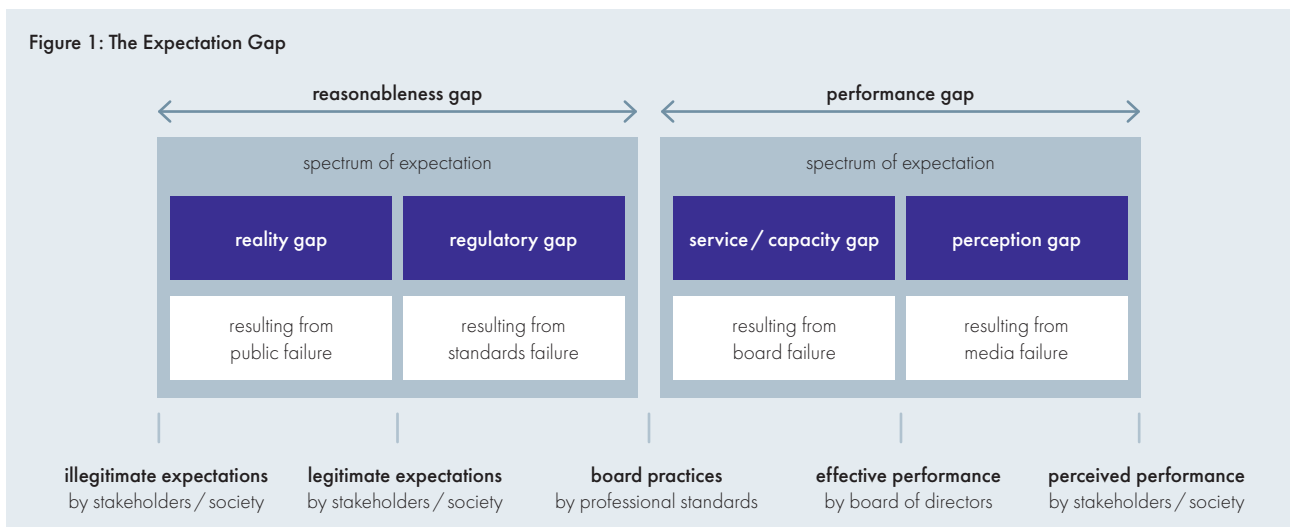 Figure 1: The Expectation Gap
reasonableness gap
performance gap
spectrum of expectation
spectrum of expectation
reality gap
regulatory gap
service / capacity gap
perception gap
resulting from
public failure
resulting from
standards failure
resulting from
board failure
resulting from
media failure
illegitimate expectations
by stakeholders / society
legitimate expectations
by stakeholders / society
board practices
by professional standards
effective performance
by board of directors
perceived performance
by stakeholders / society